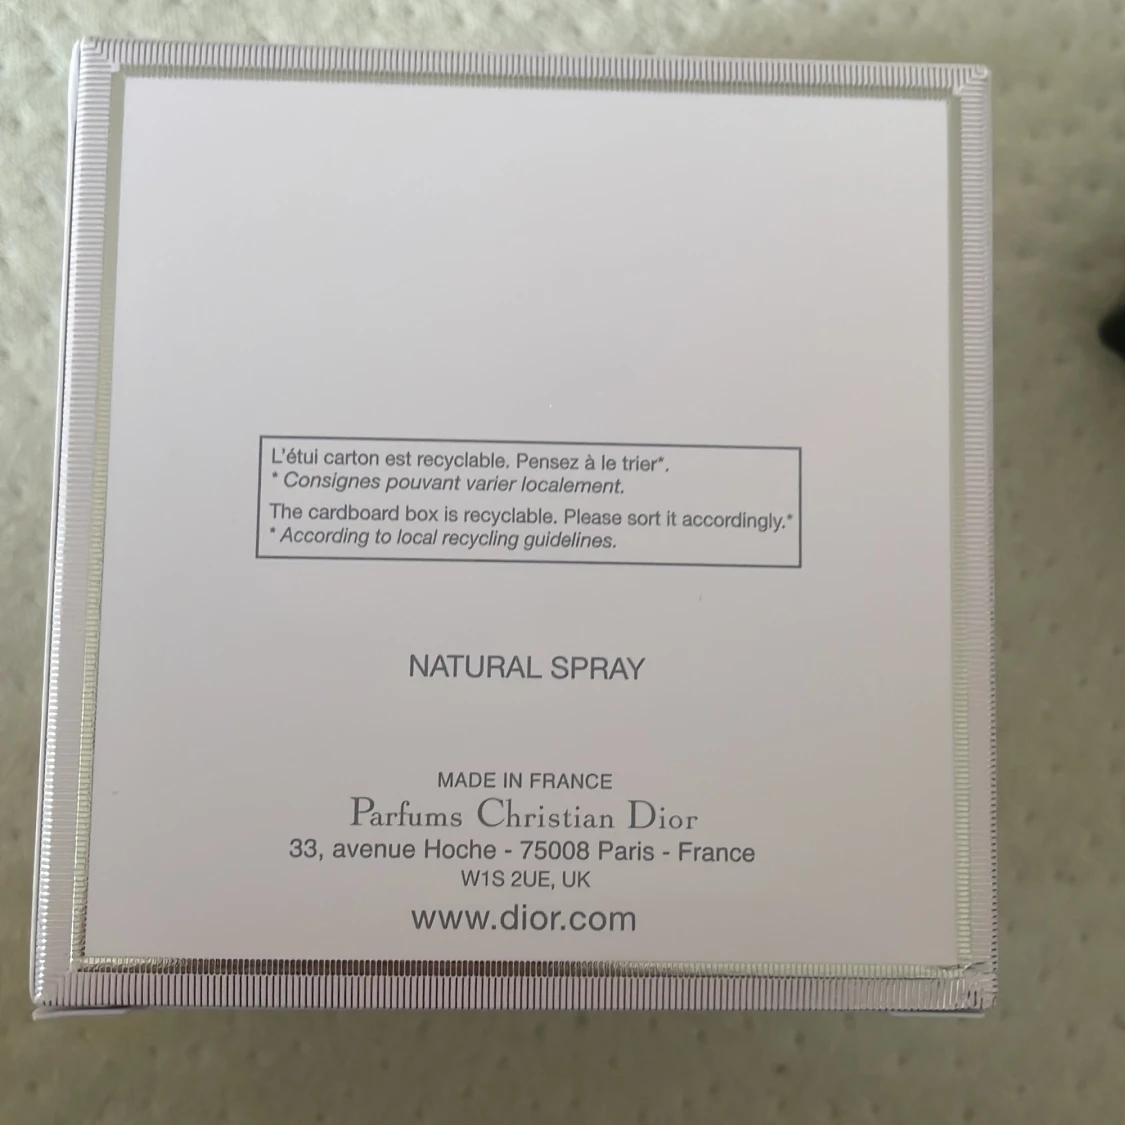 L'étui carton est recyclable. Pensez à le trier*.
* Consignes pouvant varier localement.
The cardboard box is recyclable. Please sort it accordingly.*
* According to local recycling guidelines.
NATURAL SPRAY
MADE IN FRANCE
Parfums Christian Dior
33, avenue Hoche - 75008 Paris - France
W1S 2UE, UK
www.dior.com